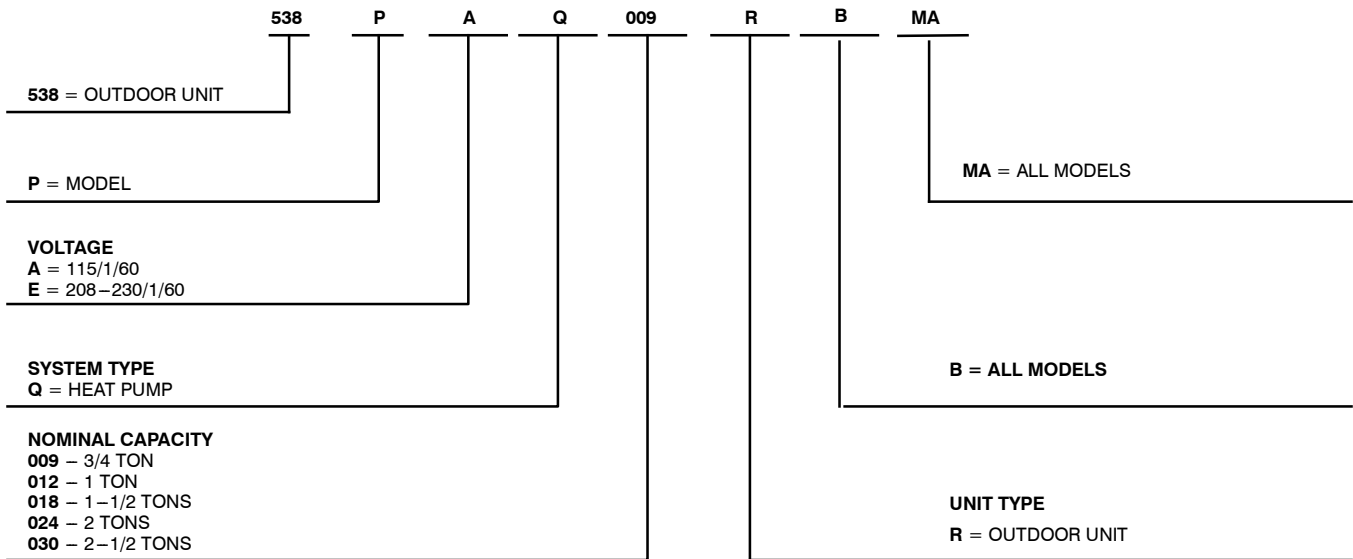 538 P A Q 009 R B MA
538 = OUTDOOR UNIT
P = MODEL
MA = ALL MODELS
VOLTAGE
A = 115/1/60
E = 208−230/1/60
SYSTEM TYPE
Q = HEAT PUMP
B = ALL MODELS
NOMINAL CAPACITY
009 − 3/4 TON
012 − 1 TON
018 − 1−1/2 TONS
024 − 2 TONS
030 − 2−1/2 TONS
UNIT TYPE
R = OUTDOOR UNIT